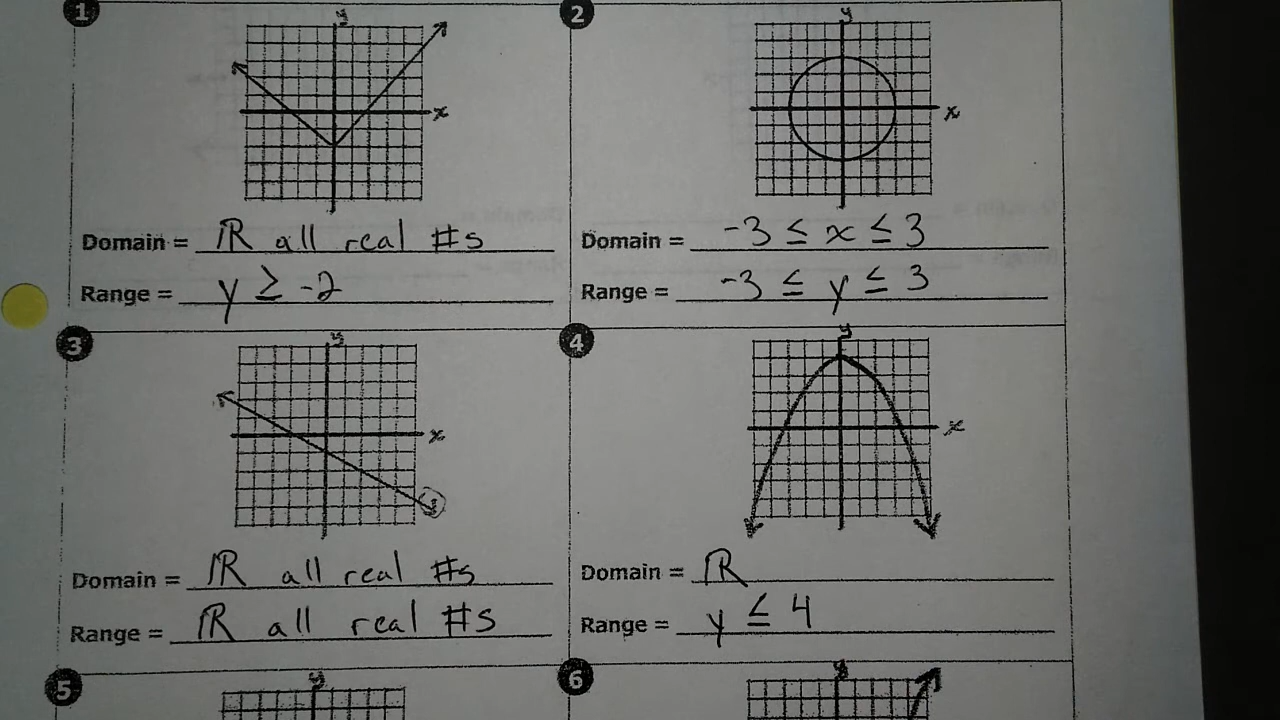 1
y
x
Domain = ℝ all real #s
Range = y ≥ -2
2
y
x
Domain = -3 ≤ x ≤ 3
Range = -3 ≤ y ≤ 3
3
y
x
Domain = ℝ all real #s
Range = ℝ all real #s
4
y
x
Domain = ℝ
Range = y ≤ 4
5
y
6
y